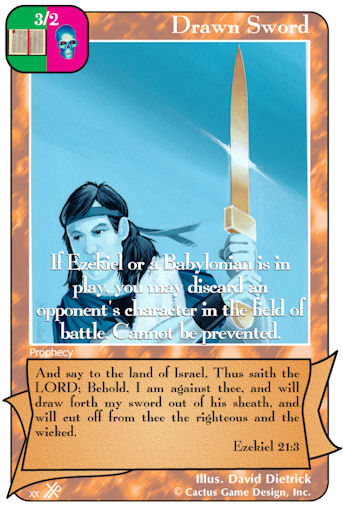 3/2
Drawn Sword
If Ezekiel or a Babylonian is in
play, you may discard an
opponent's character in the field of
battle. Cannot be prevented.
Prophecy
And say to the land of Israel, Thus saith the
LORD; Behold, I am against thee, and will
draw forth my sword out of his sheath, and
will cut off from thee the righteous and the
wicked.
Ezekiel 21:3
Illus. David Dietrick
XX
© Cactus Game Design, Inc.